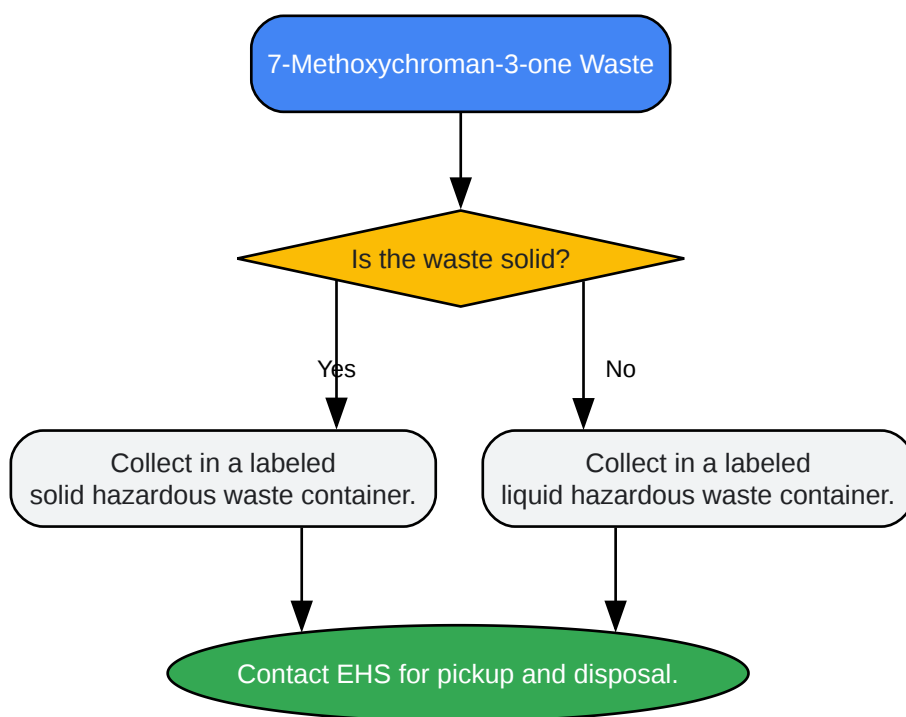 7-Methoxychroman-3-one Waste
Is the waste solid?
Yes
No
Collect in a labeled
solid hazardous waste container.
Collect in a labeled
liquid hazardous waste container.
Contact EHS for pickup and disposal.